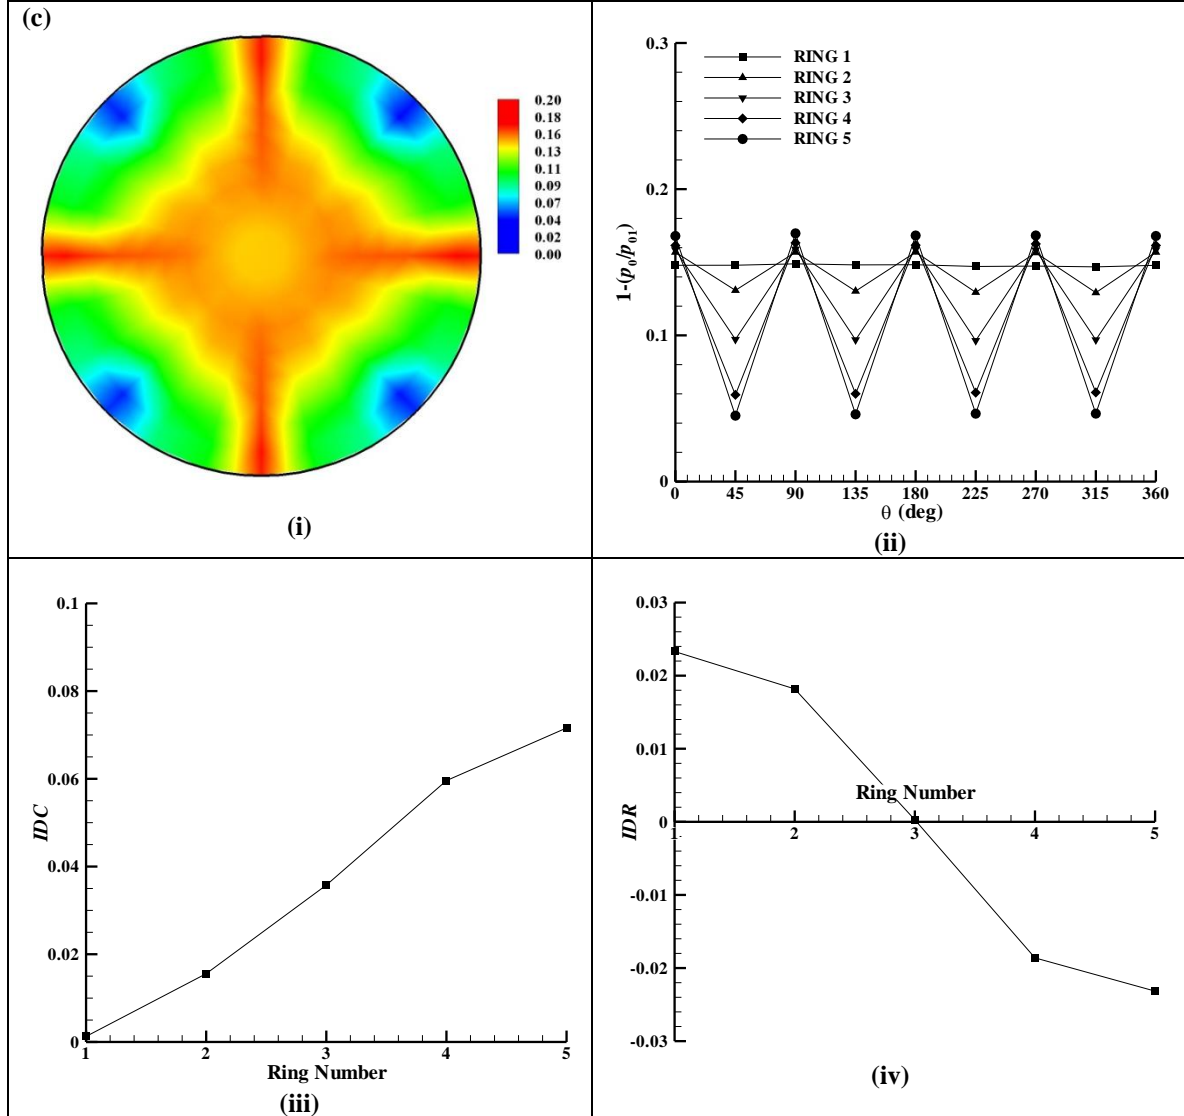 (c)
0.20
0.18
0.16
0.13
0.11
0.09
0.07
0.04
0.02
0.00
(i)
0.3
0.2
0.1
0
1-(p0/p01)
RING 1
RING 2
RING 3
RING 4
RING 5
0 45 90 135 180 225 270 315 360
θ (deg)
(ii)
0.1
0.08
0.06
0.04
0.02
0
IDC
1 2 3 4 5
Ring Number
(iii)
0.03
0.02
0.01
0
-0.01
-0.02
-0.03
IDR
Ring Number
1 2 3 4 5
(iv)